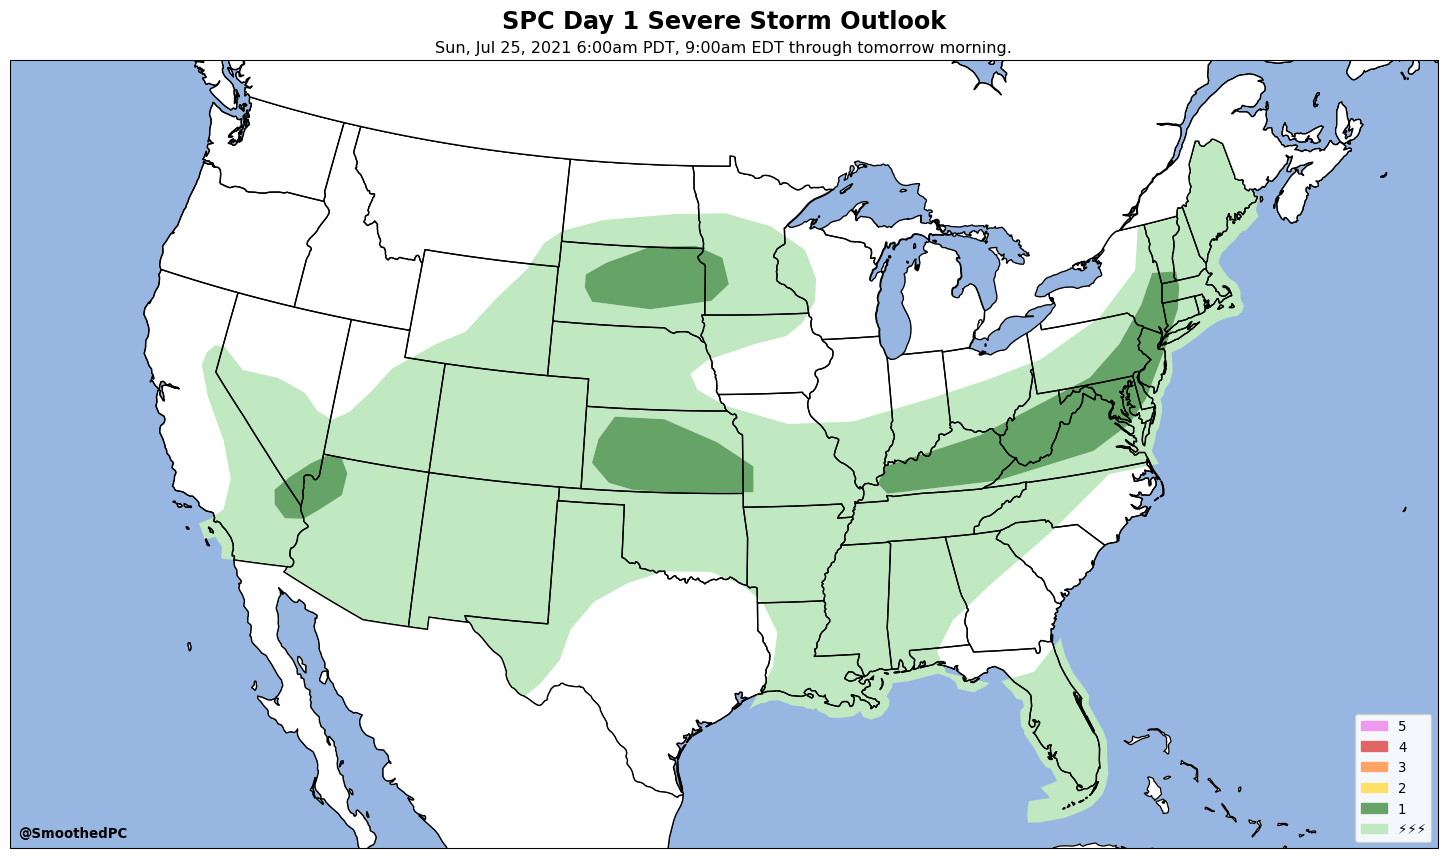 SPC Day 1 Severe Storm Outlook
Sun, Jul 25, 2021 6:00am PDT, 9:00am EDT through tomorrow morning.
5
4
3
2
1
⚡⚡⚡
@SmoothedPC